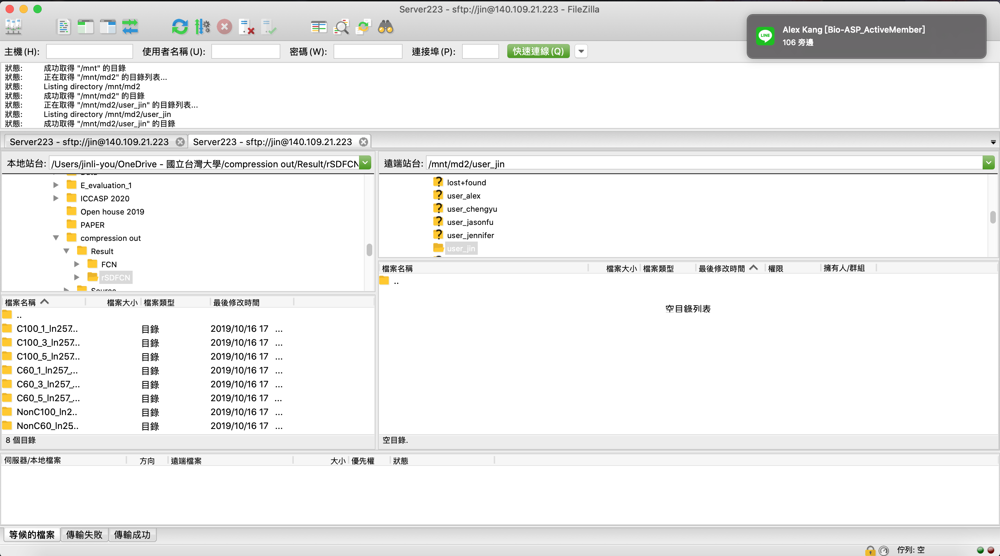 Server223 - sftp://jin@140.109.21.223 - FileZilla
LINE
Alex Kang [Bio-ASP_ActiveMember]
106 旁邊
主機(H): 使用者名稱(U): 密碼(W): 連接埠(P): 快速連線(Q)
狀態: 成功取得 "/mnt" 的目錄
狀態: 正在取得 "/mnt/md2" 的目錄列表...
狀態: Listing directory /mnt/md2
狀態: 成功取得 "/mnt/md2" 的目錄
狀態: 正在取得 "/mnt/md2/user_jin" 的目錄列表...
狀態: Listing directory /mnt/md2/user_jin
狀態: 成功取得 "/mnt/md2/user_jin" 的目錄
Server223 - sftp://jin@140.109.21.223 Server223 - sftp://jin@140.109.21.223
本地站台: /Users/jinli-you/OneDrive - 國立台灣大學/compression out/Result/rSDFCN
Data
E_evaluation_1
ICCASP 2020
Open house 2019
PAPER
compression out
Result
FCN
rSDFCN
Source
檔案名稱 檔案大小 檔案類型 最後修改時間
..
C100_1_ln257... 目錄 2019/10/16 17 ...
C100_3_ln257... 目錄 2019/10/16 17 ...
C100_5_ln257... 目錄 2019/10/16 17 ...
C60_1_ln257_... 目錄 2019/10/16 17 ...
C60_3_ln257_... 目錄 2019/10/16 17 ...
C60_5_ln257_... 目錄 2019/10/16 17 ...
NonC100_ln2... 目錄 2019/10/16 17 ...
NonC60_ln25... 目錄 2019/10/16 17 ...
8 個目錄
遠端站台: /mnt/md2/user_jin
lost+found
user_alex
user_chengyu
user_jasonfu
user_jennifer
user_jin
檔案名稱 檔案大小 檔案類型 最後修改時間 權限 擁有人/群組
..
空目錄列表
空目錄.
伺服器/本地檔案 方向 遠端檔案 大小 優先權 狀態
等候的檔案 傳輸失敗 傳輸成功
佇列: 空